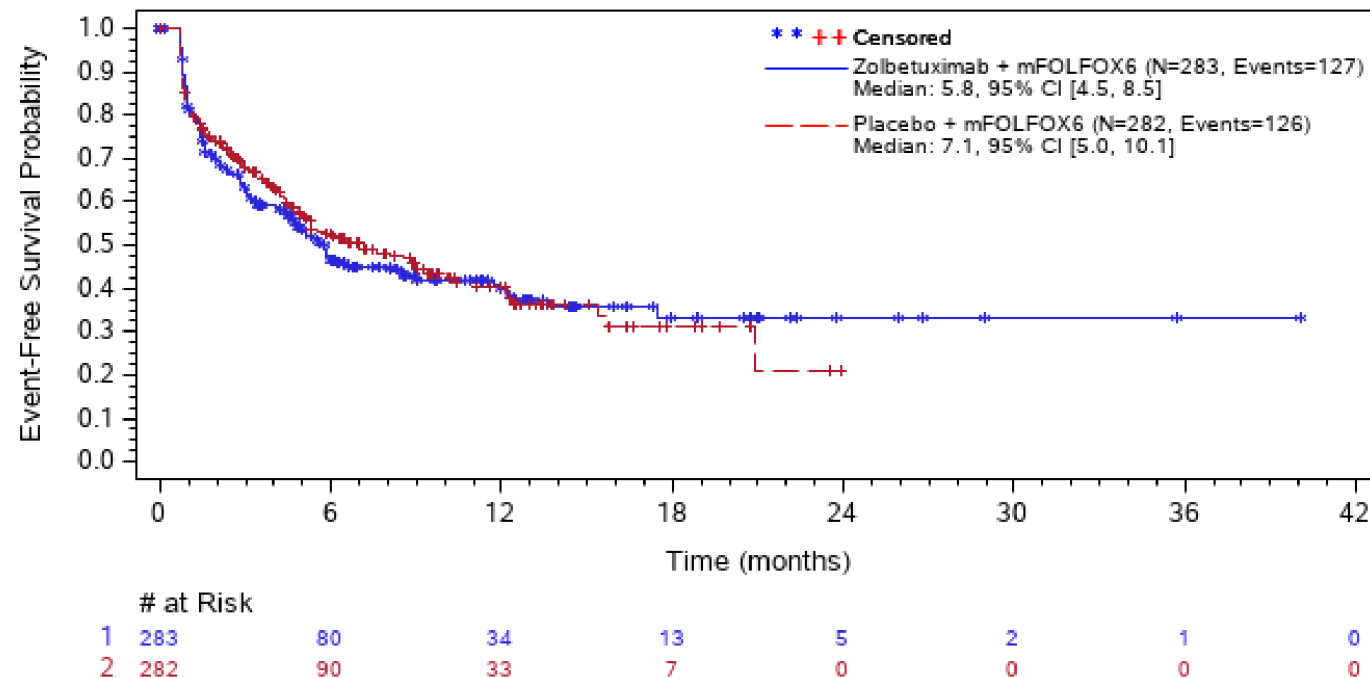 Event-Free Survival Probability
1.0
0.9
0.8
0.7
0.6
0.5
0.4
0.3
0.2
0.1
0.0
Censored
Zolbetuximab + mFOLFOX6 (N=283, Events=127)
Median: 5.8, 95% CI [4.5, 8.5]
Placebo + mFOLFOX6 (N=282, Events=126)
Median: 7.1, 95% CI [5.0, 10.1]
0 6 12 18 24 30 36 42
Time (months)
# at Risk
1 283 80 34 13 5 2 1 0
2 282 90 33 7 0 0 0 0